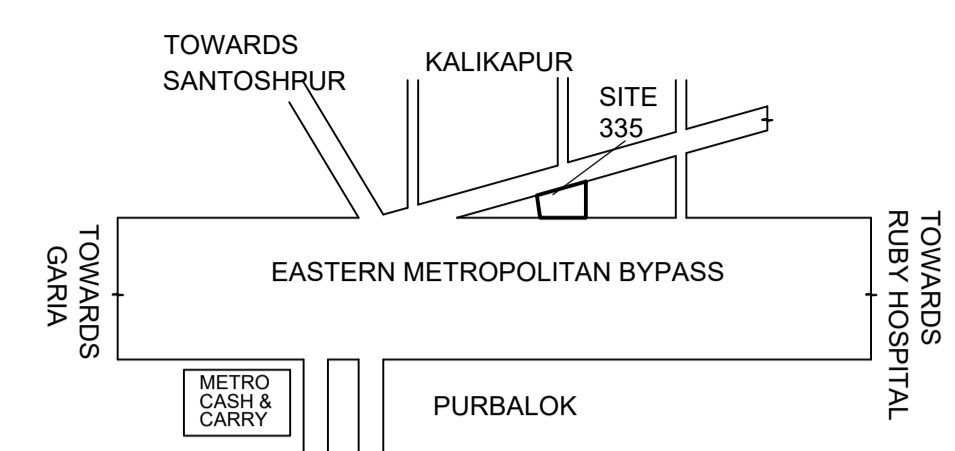 TOWARDS
SANTOSHPUR
KALIKAPUR
SITE
335
TOWARDS
GARIA
EASTERN METROPOLITAN BYPASS
TOWARDS
RUBY HOSPITAL
METRO
CASH &
CARRY
PURBALOK